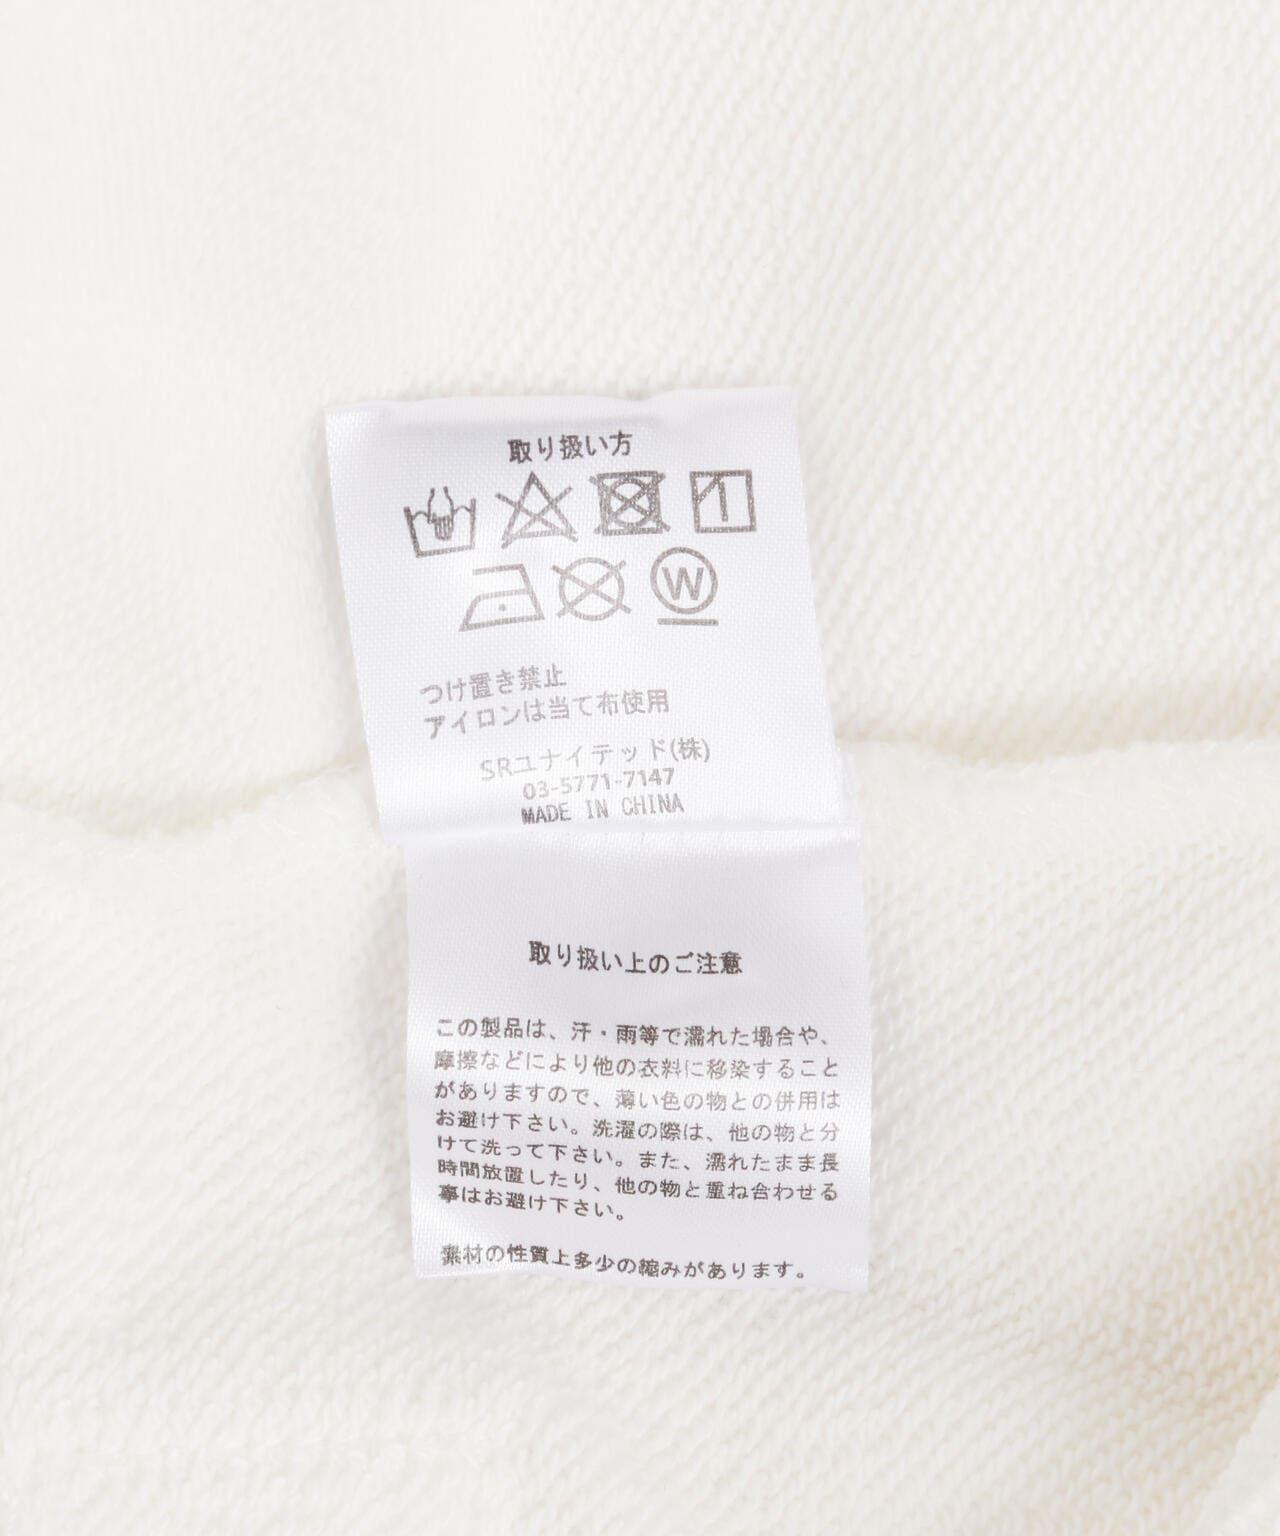 取り扱い方
W
つけ置き禁止
アイロンは当て布使用
SRユナイテッド(株)
03-5771-7147
MADE IN CHINA
取り扱い上のご注意
この製品は、汗・雨等で濡れた場合や、
摩擦などにより他の衣料に移染すること
がありますので、薄い色の物との併用は
お避け下さい。洗濯の際は、他の物と分
けて洗って下さい。また、濡れたまま長
時間放置したり、他の物と重ね合わせる
事はお避け下さい。
素材の性質上多少の縮みがあります。